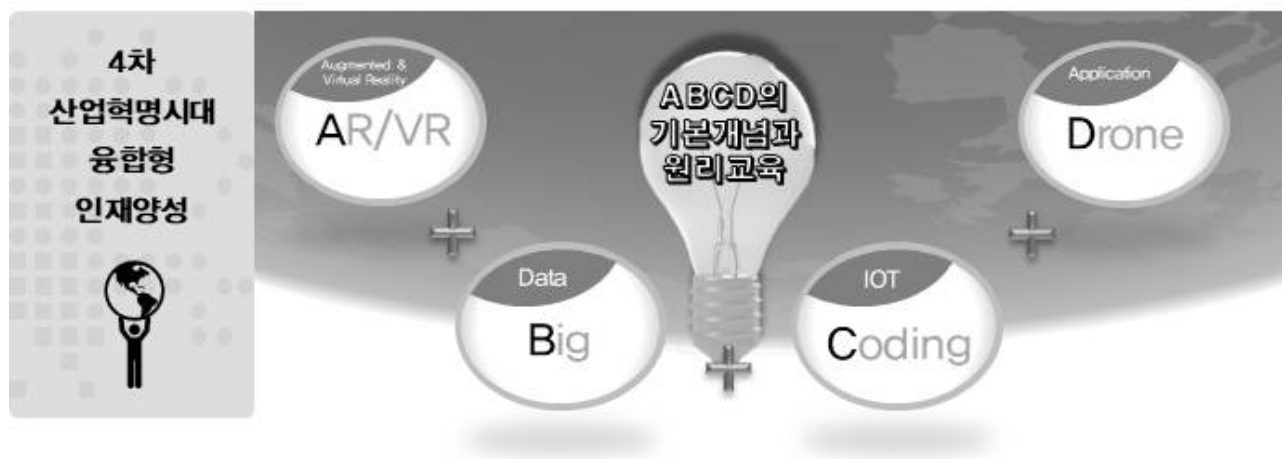 4차
산업혁명시대
융합형
인재양성
Augmented &
Virtual Reality
AR/VR
Data
Big
ABCD의
기본개념과
원리교육
IOT
Coding
Application
Drone